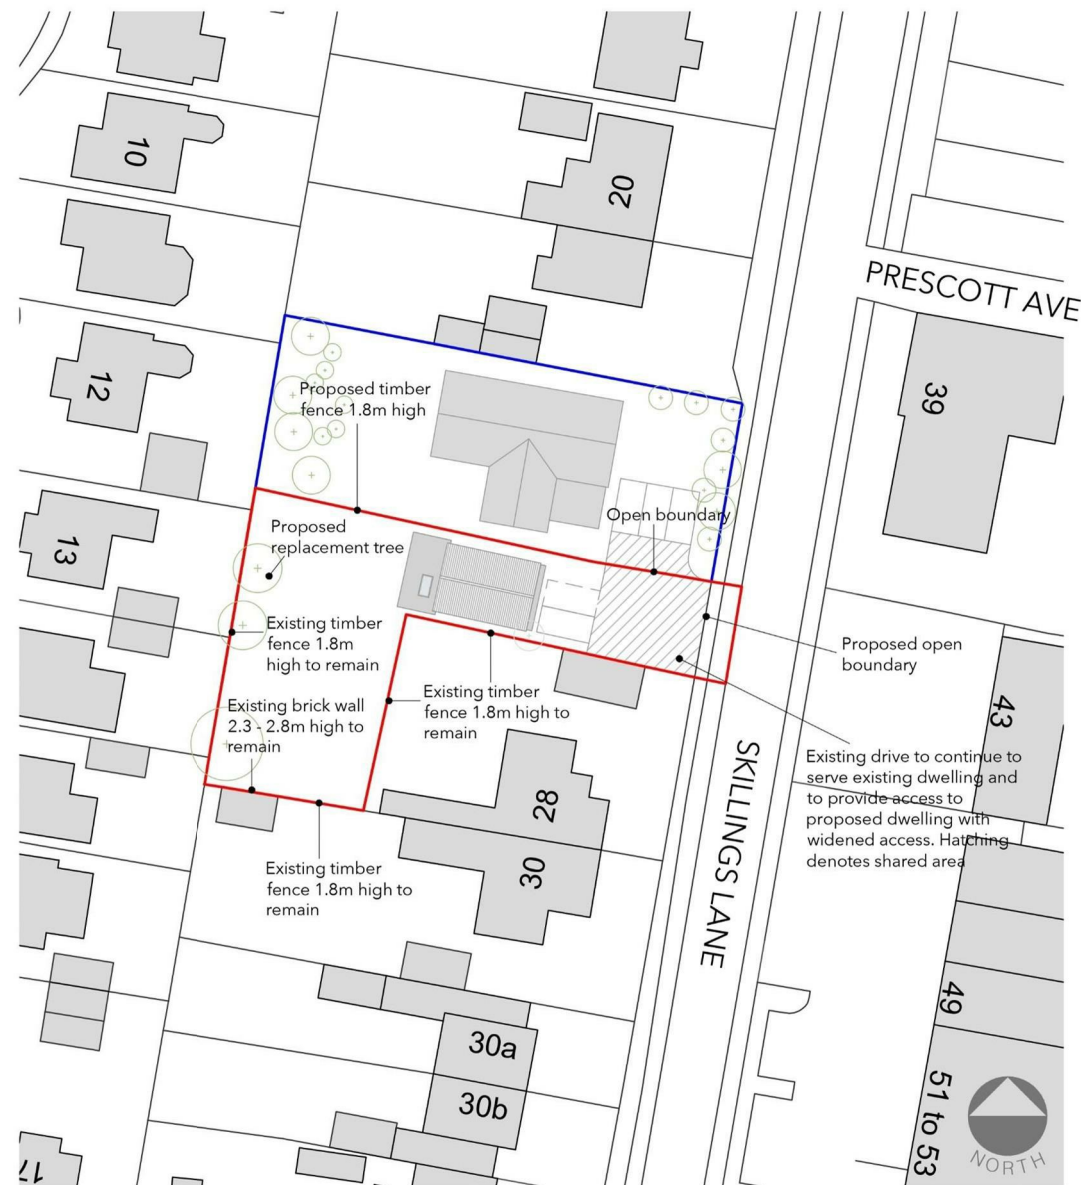 10
20
PRESCOTT AVE
12
39
Proposed timber
fence 1.8m high
Open boundary
13
Proposed
replacement tree
Existing timber
fence 1.8m
high to remain
Proposed open
boundary
Existing brick wall
2.3 - 2.8m high to
remain
Existing timber
fence 1.8m high to
remain
43
Existing drive to continue to
serve existing dwelling and
to provide access to
proposed dwelling with
widened access. Hatching
denotes shared area
SKILLINGS LANE
28
30
Existing timber
fence 1.8m high to
remain
49
30a
30b
51 to 53
17
NORTH